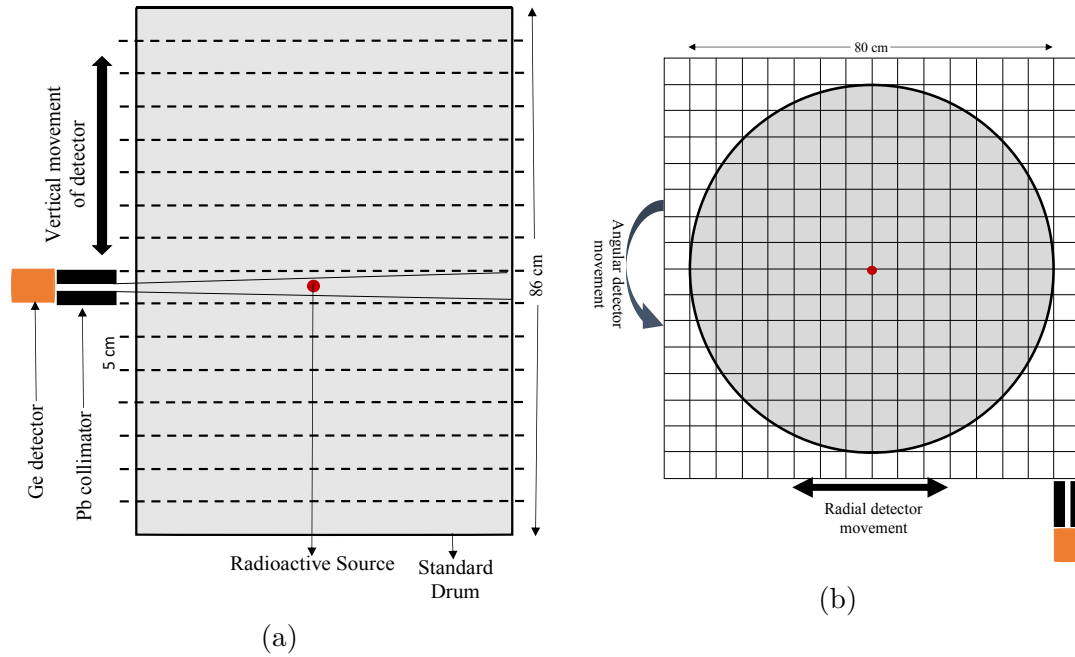 Vertical movement
of detector
5 cm
Ge detector
Pb collimator
86 cm
Radioactive Source
Standard
Drum
(a)
80 cm
Angular detector
movement
Radial detector
movement
(b)